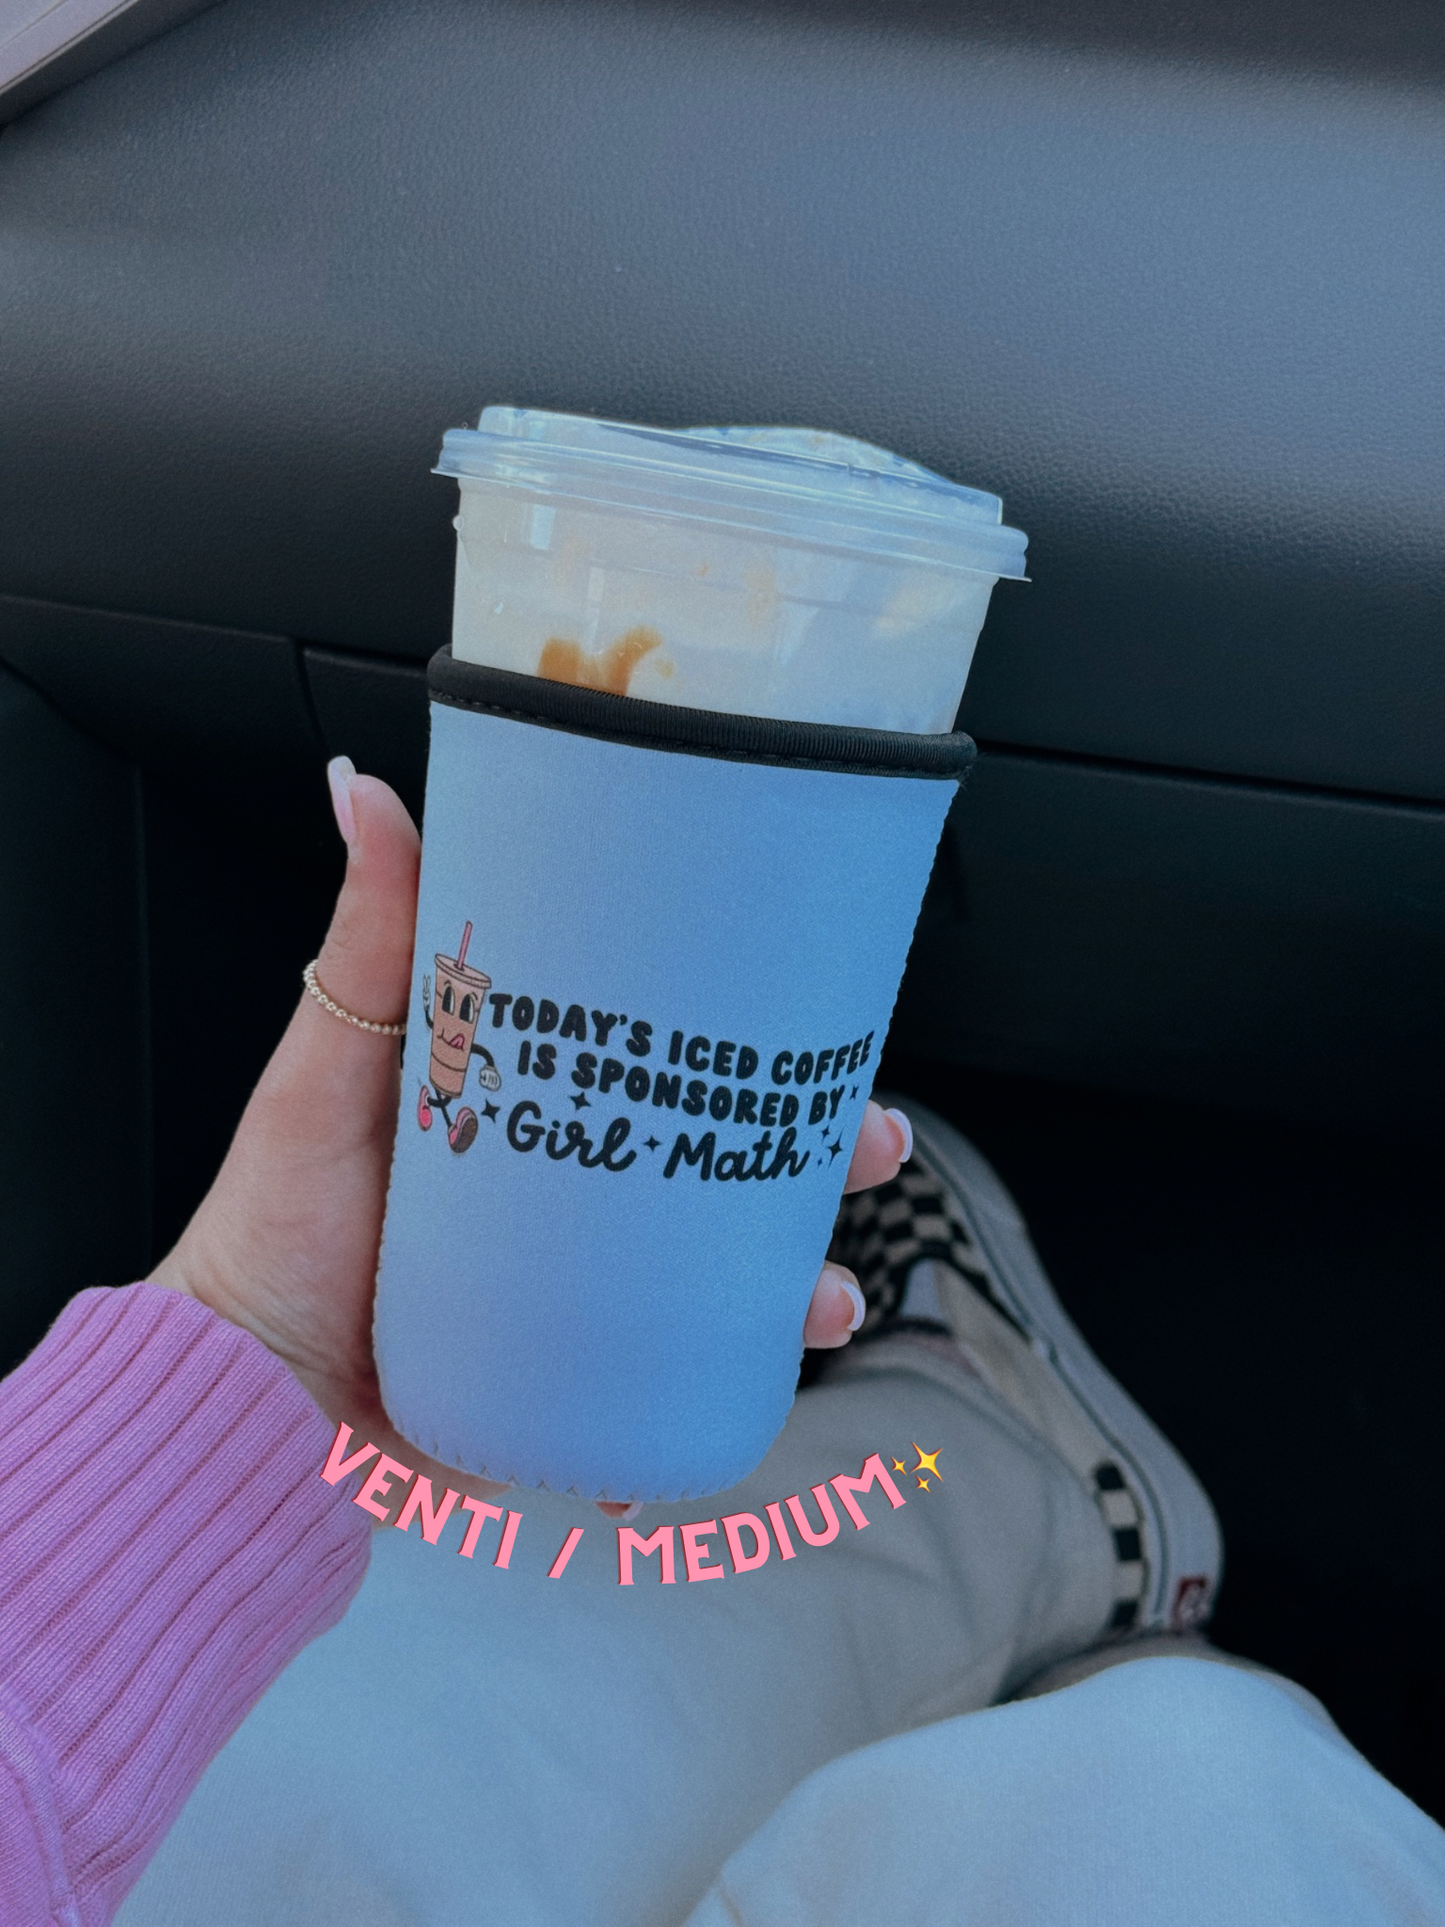 TODAY'S ICED COFFEE
IS SPONSORED BY
Girl Math
VENTI / MEDIUM✨